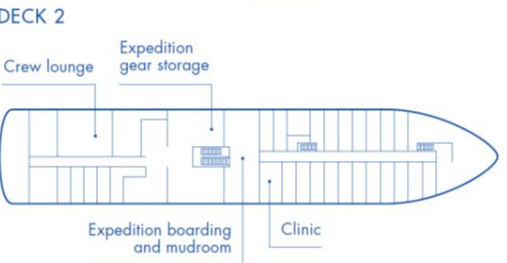 DECK 2
Expedition
gear storage
Crew lounge
Expedition boarding
and mudroom
Clinic